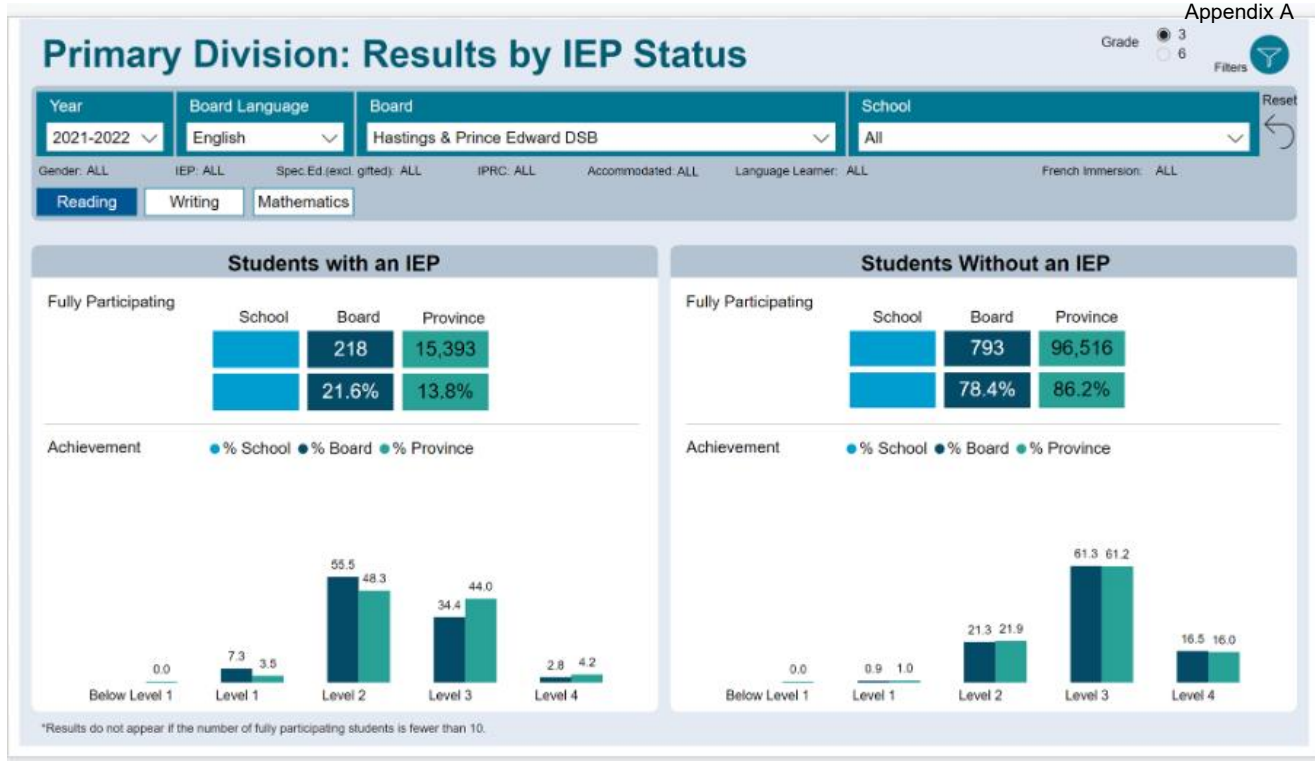 Appendix A
Primary Division: Results by IEP Status
Grade 3
6
Filters
Year Board Language Board School Reset
2021-2022 English Hastings & Prince Edward DSB All
Gender: ALL IEP: ALL Spec.Ed.(excl. gifted): ALL IPRC: ALL Accommodated: ALL Language Learner: ALL French Immersion: ALL
Reading Writing Mathematics
Students with an IEP
Fully Participating
School Board Province
218 15,393
21.6% 13.8%
Achievement % School % Board % Province
55.5 48.3
34.4 44.0
7.3 3.5
0.0 2.8 4.2
Below Level 1 Level 1 Level 2 Level 3 Level 4
Students Without an IEP
Fully Participating
School Board Province
793 96,516
78.4% 86.2%
Achievement % School % Board % Province
61.3 61.2
21.3 21.9
16.5 16.0
0.0 0.9 1.0
Below Level 1 Level 1 Level 2 Level 3 Level 4
*Results do not appear if the number of fully participating students is fewer than 10.